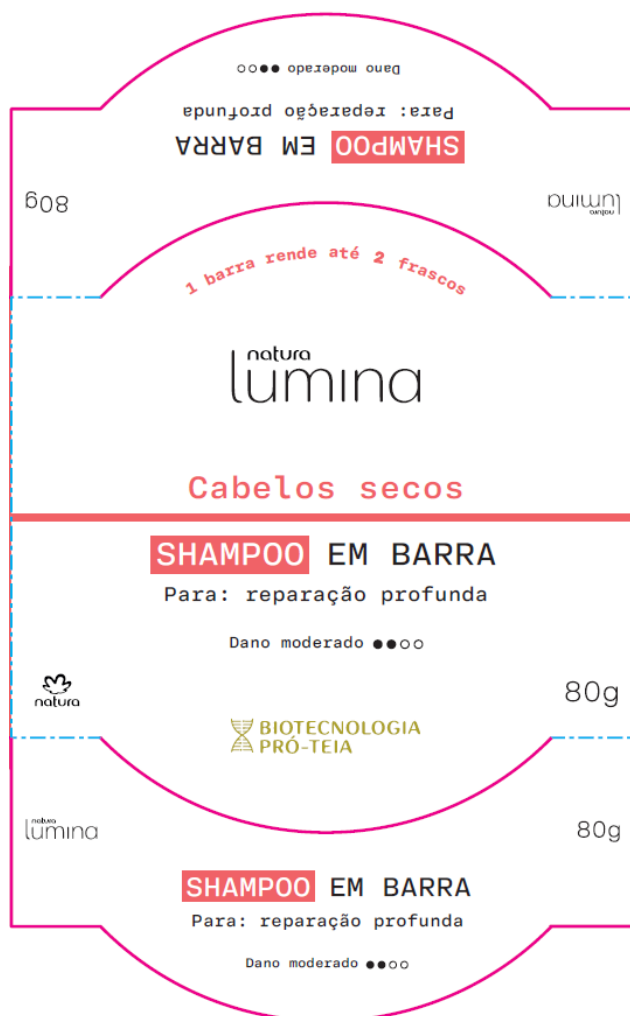 Dano moderado
Para: reparação profunda
SHAMPOO EM BARRA
80g
natura
lumina
1 barra rende até 2 frascos
natura
lumina
Cabelos secos
SHAMPOO EM BARRA
Para: reparação profunda
Dano moderado
natura
80g
BIOTECNOLOGIA
PRÓ-TEIA
natura
lumina
80g
SHAMPOO EM BARRA
Para: reparação profunda
Dano moderado